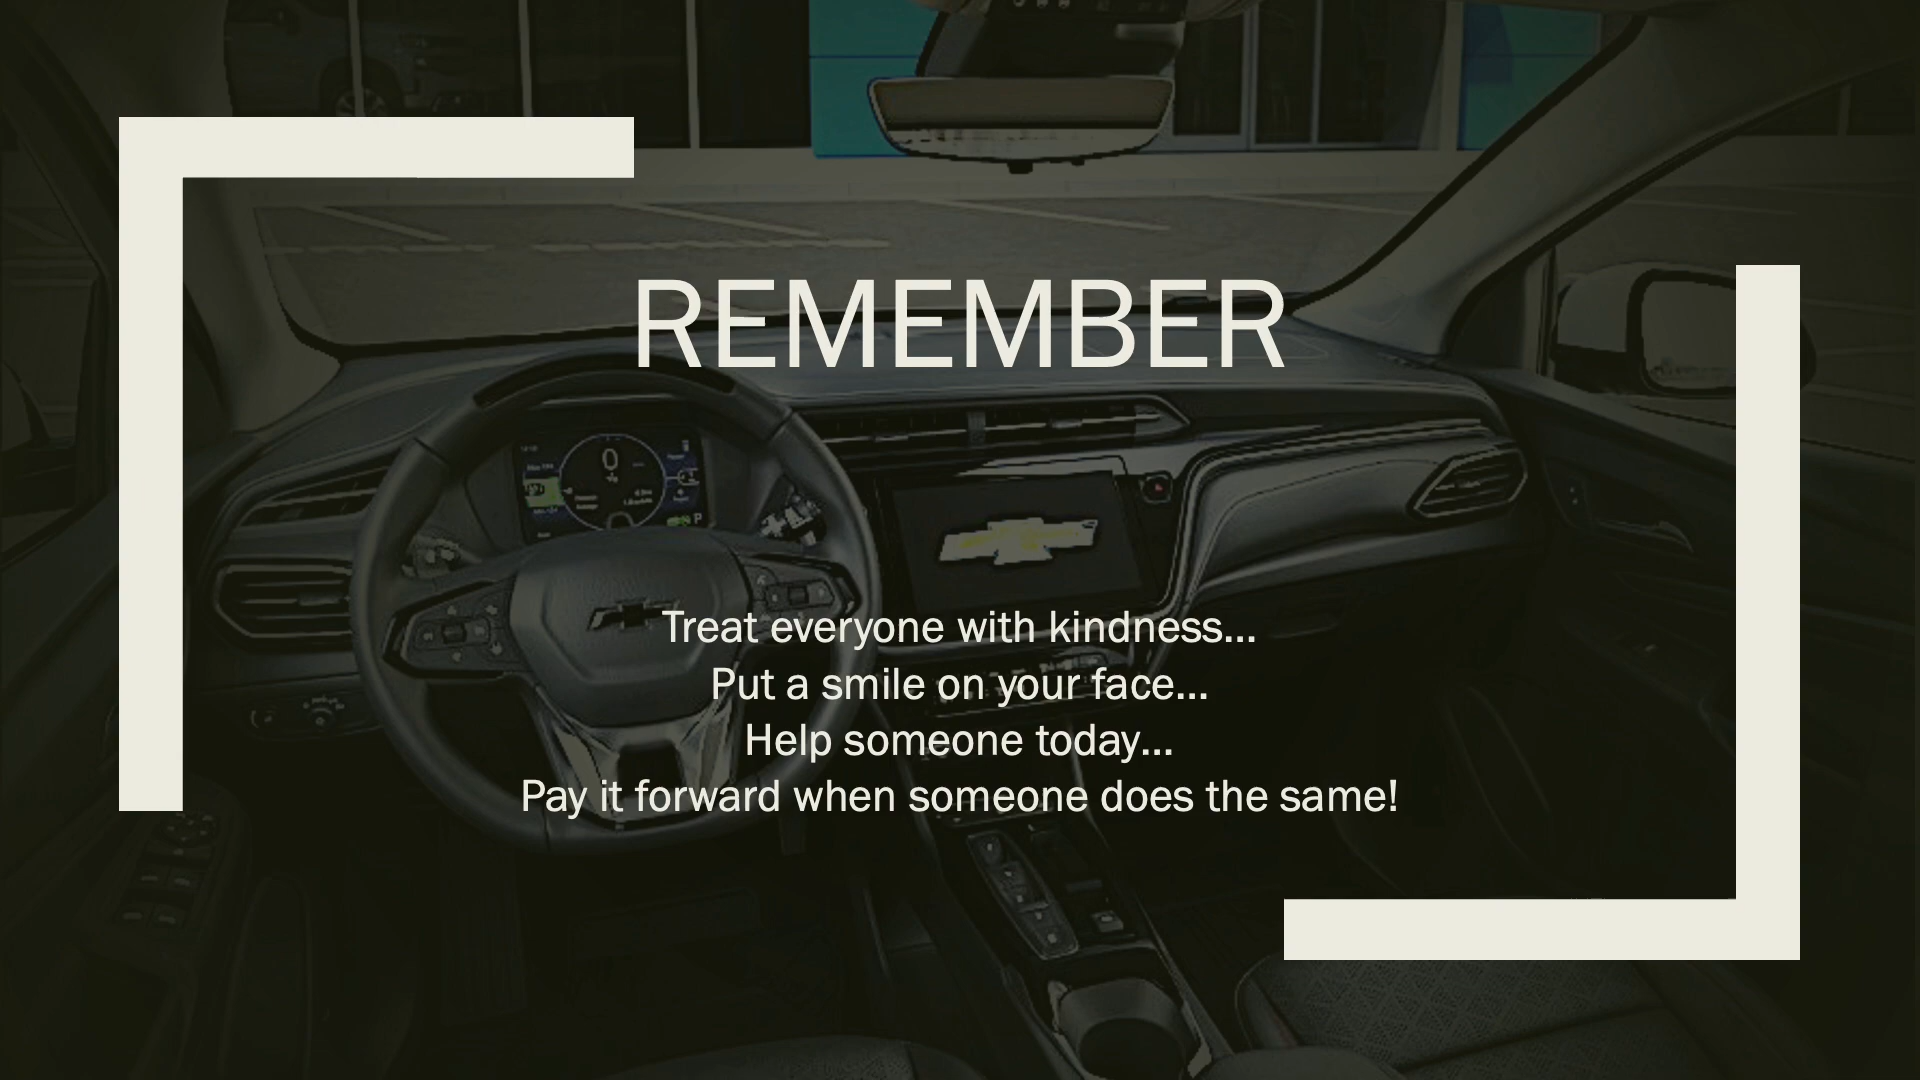 REMEMBER
0
P
Treat everyone with kindness...
Put a smile on your face...
Help someone today...
Pay it forward when someone does the same!